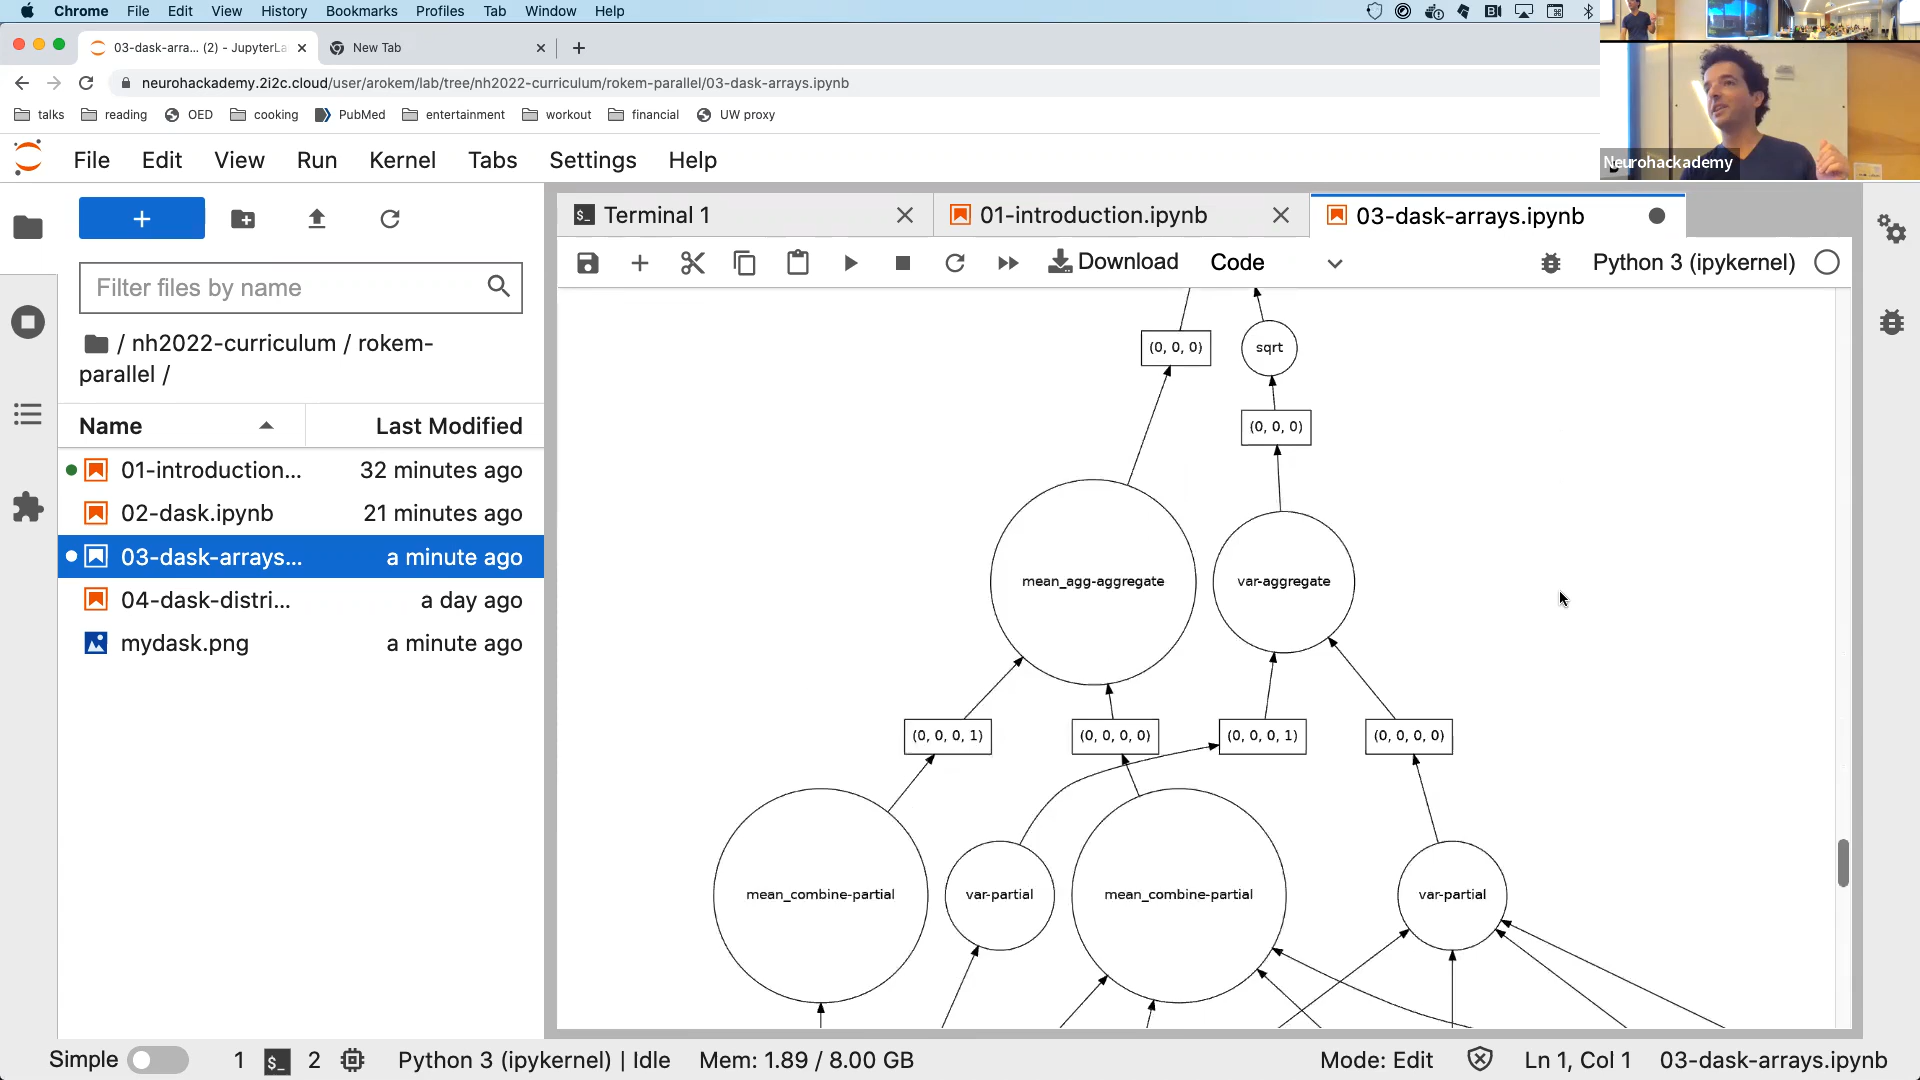 Chrome File Edit View History Bookmarks Profiles Tab Window Help
03-dask-arra... (2) - JupyterLa
New Tab
neurohackademy.2i2c.cloud/user/arokem/lab/tree/nh2022-curriculum/rokem-parallel/03-dask-arrays.ipynb
talks reading OED cooking PubMed entertainment workout financial UW proxy
Neurohackademy
File Edit View Run Kernel Tabs Settings Help
+
Filter files by name
/ nh2022-curriculum / rokem-
parallel /
Name Last Modified
01-introduction... 32 minutes ago
02-dask.ipynb 21 minutes ago
03-dask-arrays... a minute ago
04-dask-distri... a day ago
mydask.png a minute ago
Terminal 1 01-introduction.ipynb 03-dask-arrays.ipynb
Download Code Python 3 (ipykernel)
(0, 0, 0) sqrt
(0, 0, 0)
mean_agg-aggregate var-aggregate
(0, 0, 0, 1) (0, 0, 0, 0) (0, 0, 0, 1) (0, 0, 0, 0)
mean_combine-partial var-partial mean_combine-partial var-partial
Simple 1 2 Python 3 (ipykernel) | Idle Mem: 1.89 / 8.00 GB Mode: Edit Ln 1, Col 1 03-dask-arrays.ipynb